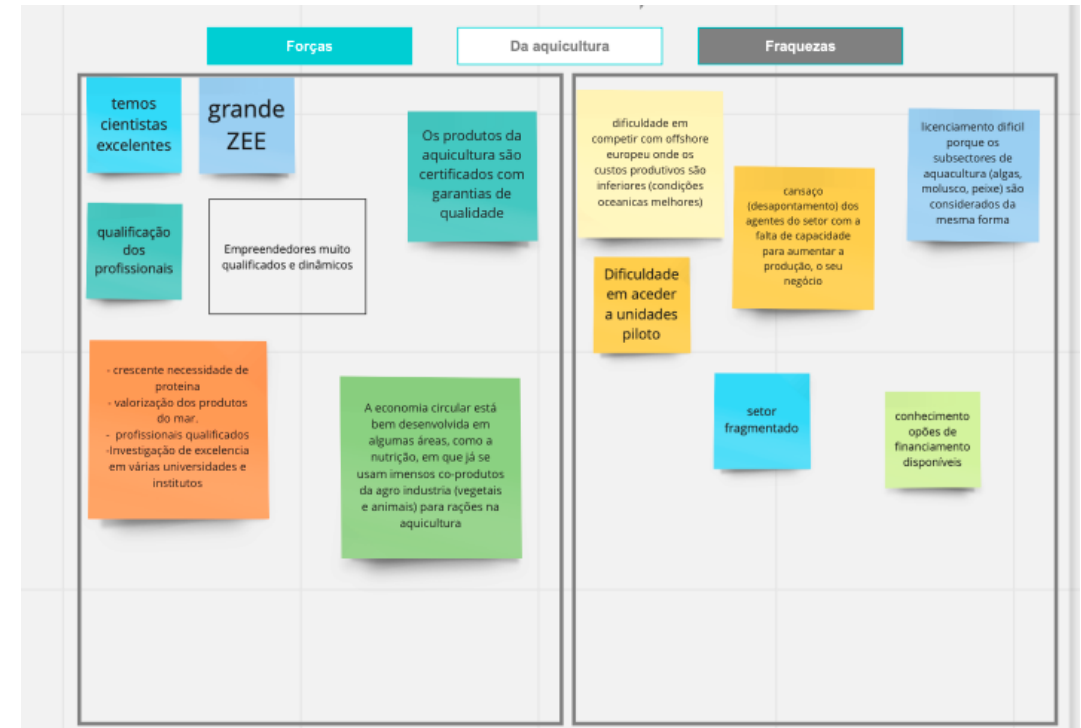 Forças
Da aquicultura
Fraquezas
temos
cientistas
excelentes
grande
ZEE
Os produtos da
aquicultura são
certificados com
garantias de
qualidade
qualificação
dos
profissionais
Empreendedores muito
qualificados e dinâmicos
- crescente necessidade de
proteina
- valorização dos produtos
do mar.
- profissionais qualificados
-Investigação de excelencia
em várias universidades e
institutos
A economia circular está
bem desenvolvida em
algumas áreas, como a
nutrição, em que já se
usam imensos co-produtos
da agro industria (vegetais
e animais) para rações na
aquicultura
dificuldade em
competir com offshore
europeu onde os
custos produtivos são
inferiores (condições
oceanicas melhores)
cansaço
(desapontamento) dos
agentes do setor com a
falta de capacidade
para aumentar a
produção, o seu
negócio
licenciamento dificil
porque os
subsectores de
aquacultura (algas,
molusco, peixe) são
considerados da
mesma forma
Dificuldade
em aceder
a unidades
piloto
setor
fragmentado
conhecimento
opões de
financiamento
disponíveis